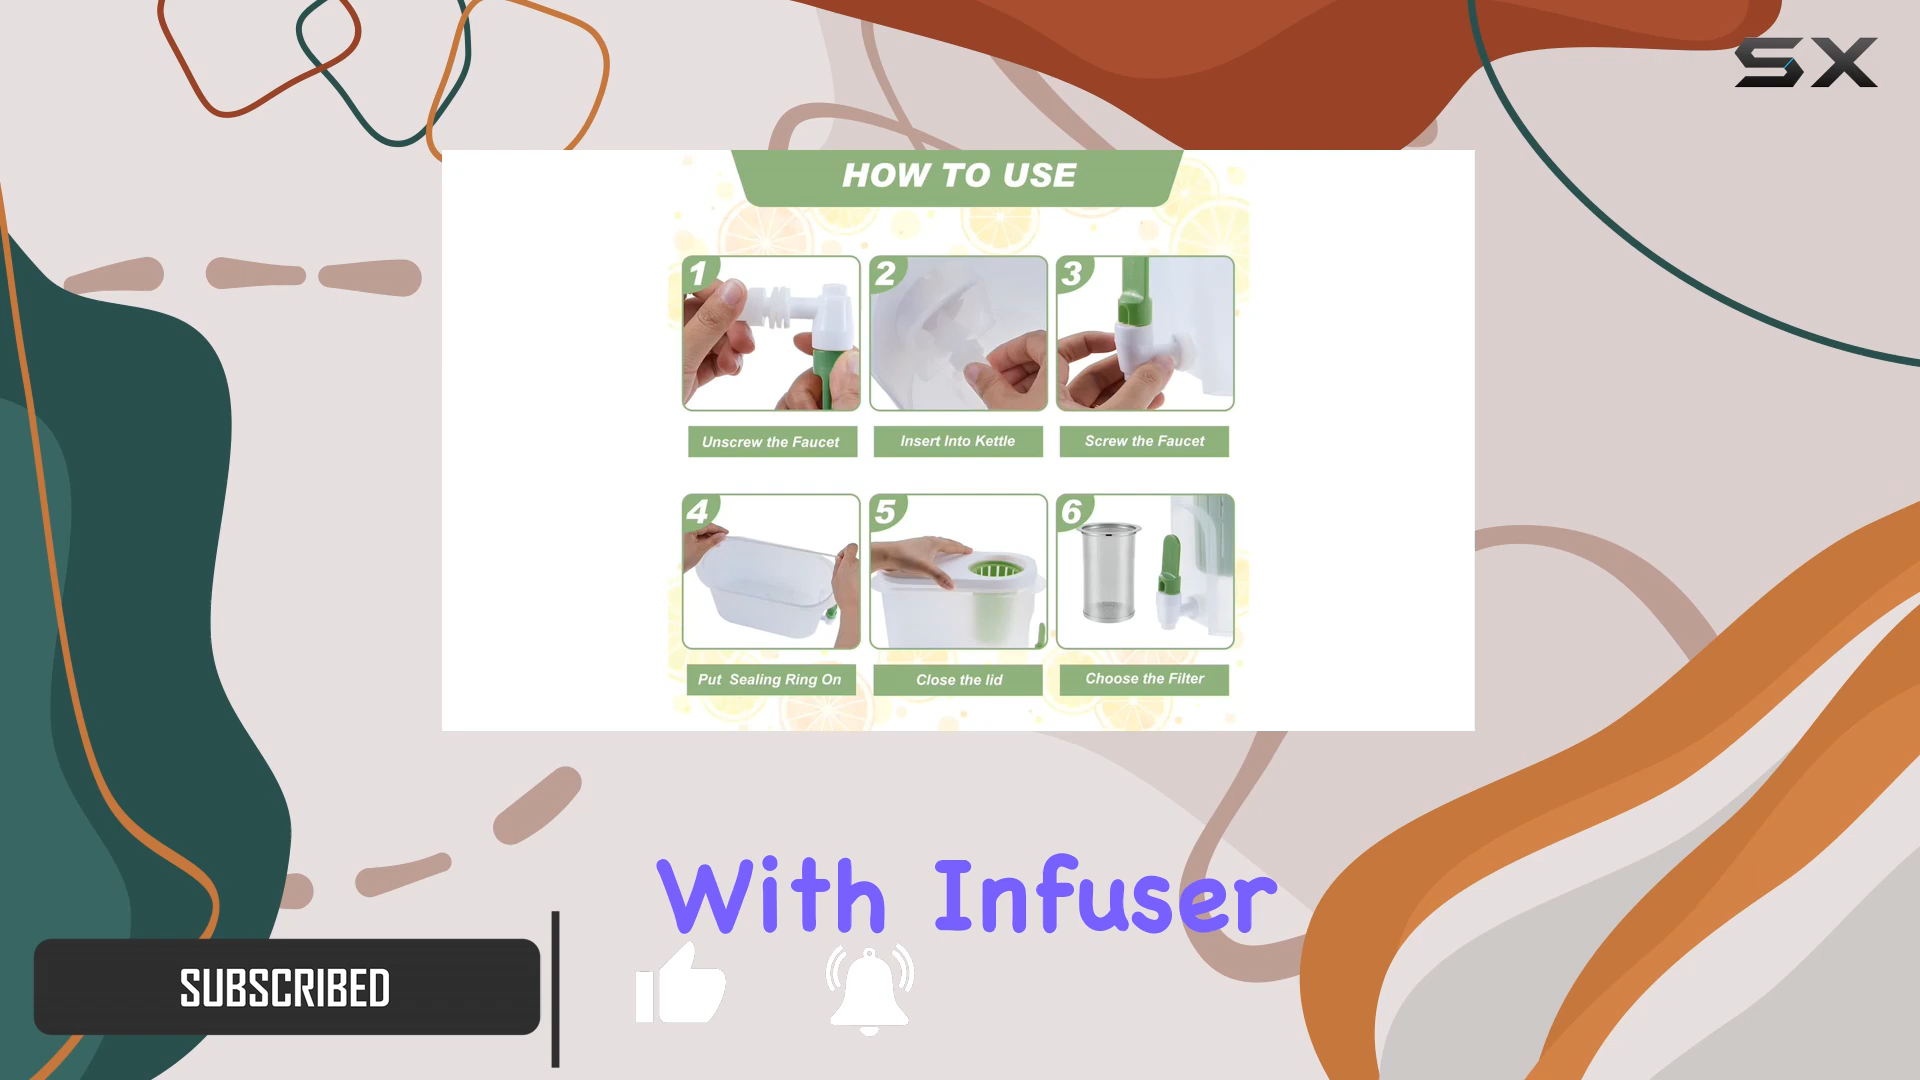 SX
HOW TO USE
1
2
3
Unscrew the Faucet
Insert Into Kettle
Screw the Faucet
4
5
6
Put Sealing Ring On
Close the lid
Choose the Filter
With Infuser
SUBSCRIBED